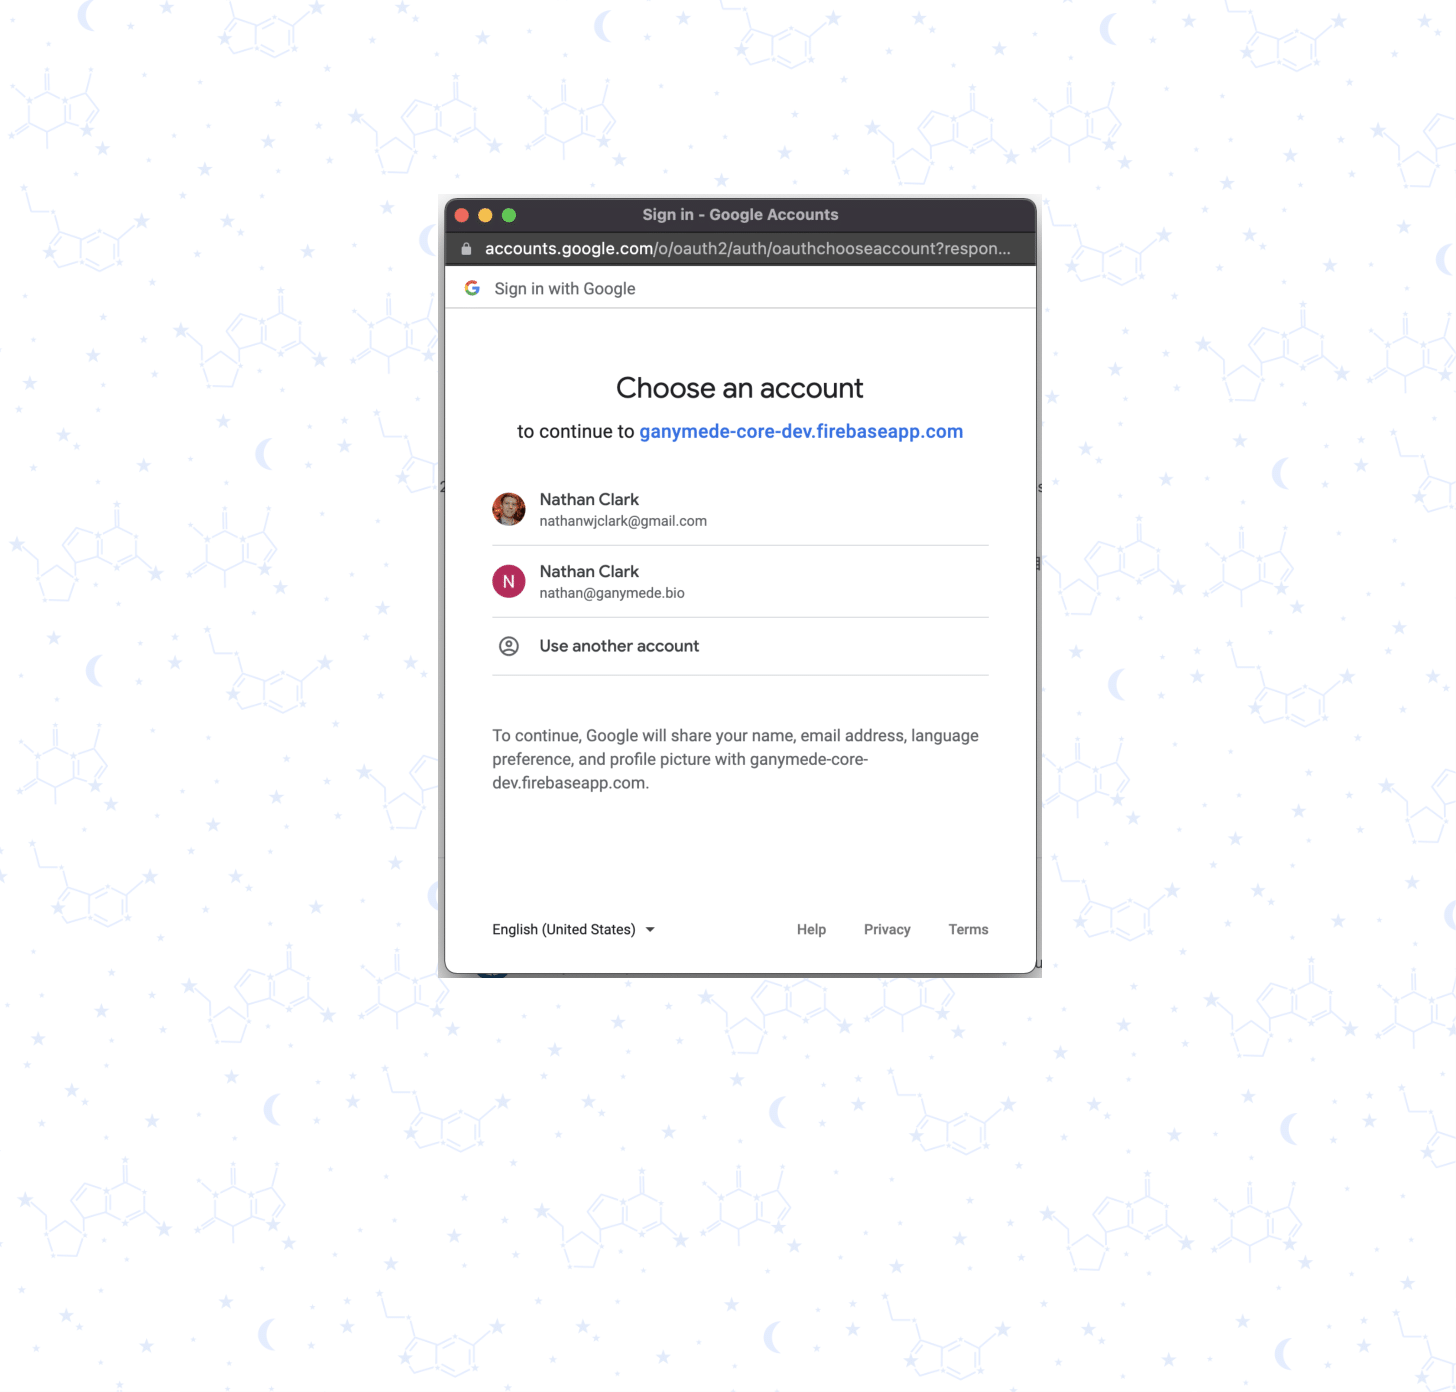 Sign in - Google Accounts
accounts.google.com/o/oauth2/auth/oauthchooseaccount?respon...
Sign in with Google
Choose an account
to continue to ganymede-core-dev.firebaseapp.com
Nathan Clark
nathanwjclark@gmail.com
N
Nathan Clark
nathan@ganymede.bio
Use another account
To continue, Google will share your name, email address, language
preference, and profile picture with ganymede-core-
dev.firebaseapp.com.
English (United States)
Help Privacy Terms